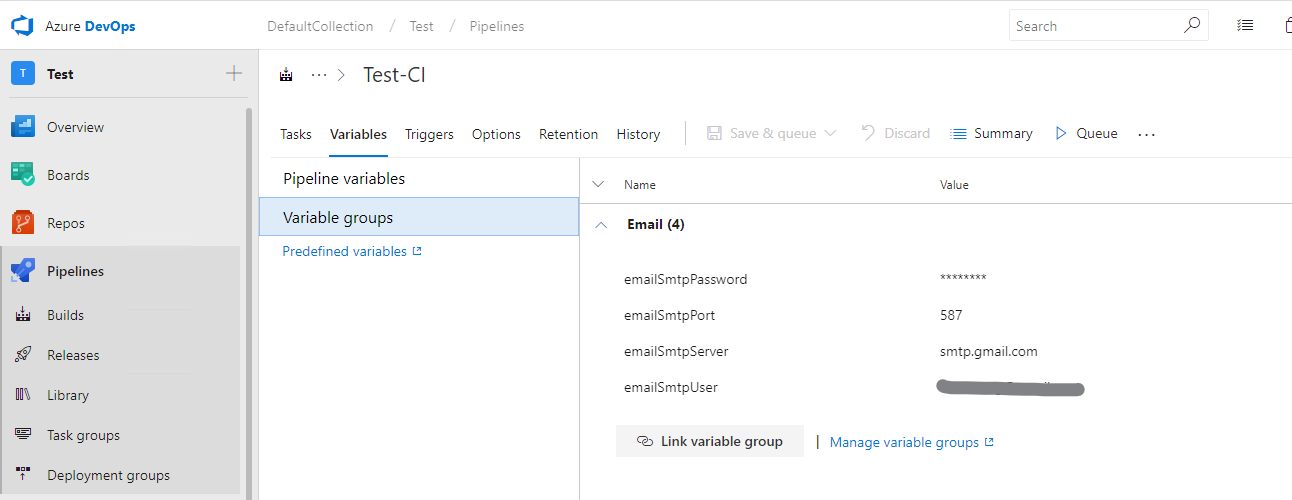 Azure DevOps
DefaultCollection / Test / Pipelines
Search
T Test
Overview
Boards
Repos
Pipelines
Builds
Releases
Library
Task groups
Deployment groups
... > Test-CI
Tasks Variables Triggers Options Retention History | Save & queue Discard Summary Queue ...
Pipeline variables
Variable groups
Predefined variables
Name Value
Email (4)
emailSmtpPassword ********
emailSmtpPort 587
emailSmtpServer smtp.gmail.com
emailSmtpUser
Link variable group | Manage variable groups